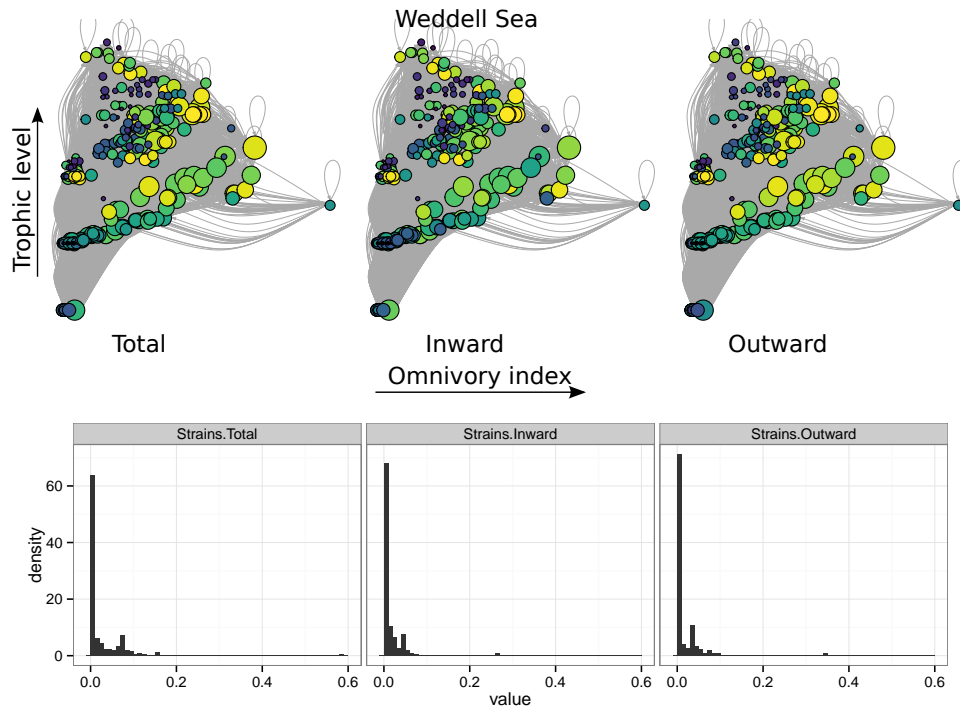 Weddell Sea
Trophic level
Total Inward Outward
Omnivory index
Strains.Total Strains.Inward Strains.Outward
density
60
40
20
0
0.0 0.2 0.4 0.6 0.0 0.2 0.4 0.6 0.0 0.2 0.4 0.6
value